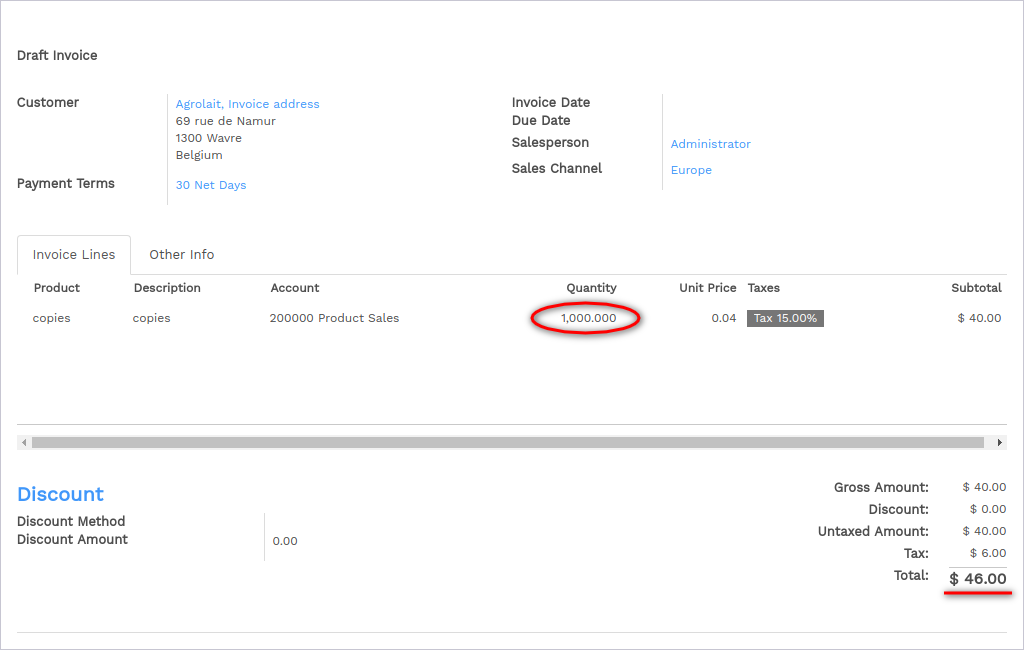 Draft Invoice
Customer
Agrolait, Invoice address
69 rue de Namur
1300 Wavre
Belgium
Payment Terms
30 Net Days
Invoice Date
Due Date
Salesperson Administrator
Sales Channel Europe
Invoice Lines Other Info
Product Description Account Quantity Unit Price Taxes Subtotal
copies copies 200000 Product Sales 1,000.000 0.04 Tax 15.00% $ 40.00
Discount
Discount Method
Discount Amount 0.00
Gross Amount: $ 40.00
Discount: $ 0.00
Untaxed Amount: $ 40.00
Tax: $ 6.00
Total: $ 46.00